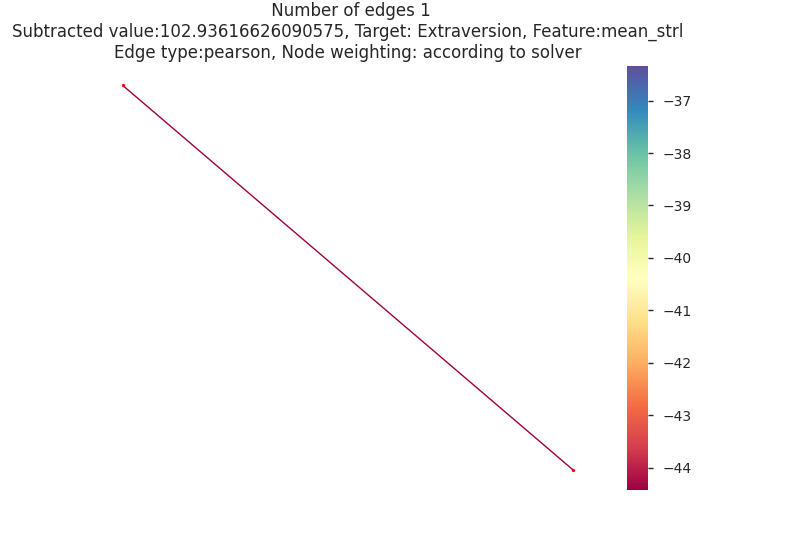 Number of edges 1
Subtracted value:102.93616626090575, Target: Extraversion, Feature:mean_strl
Edge type:pearson, Node weighting: according to solver
−37
−38
−39
−40
−41
−42
−43
−44